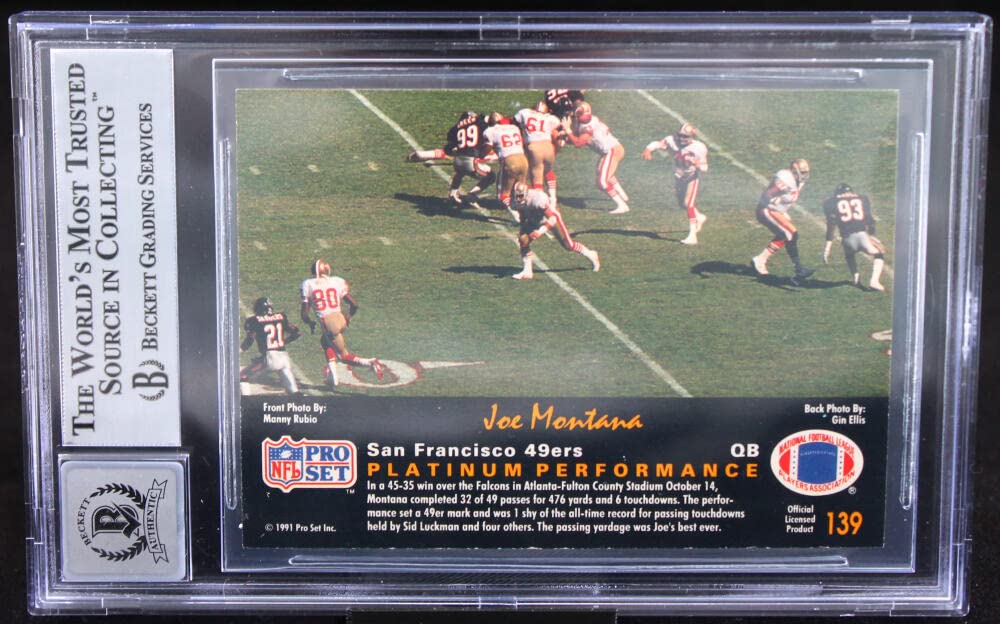 THE WORLD'S MOST TRUSTED
SOURCE IN COLLECTING™
BECKETT GRADING SERVICES
B
BECKETT
AUTHENTIC
B
99
62
61
93
80
21
Front Photo By:
Manny Rubio
Joe Montana
Back Photo By:
Gin Ellis
NFL
PRO
SET
™
San Francisco 49ers
QB
PLATINUM PERFORMANCE
In a 45-35 win over the Falcons in Atlanta-Fulton County Stadium October 14,
Montana completed 32 of 49 passes for 476 yards and 6 touchdowns. The perfor-
mance set a 49er mark and was 1 shy of the all-time record for passing touchdowns
held by Sid Luckman and four others. The passing yardage was Joe's best ever.
NATIONAL FOOTBALL LEAGUE
PLAYERS ASSOCIATION
®
© 1991 Pro Set Inc.
Official
Licensed
Product
139